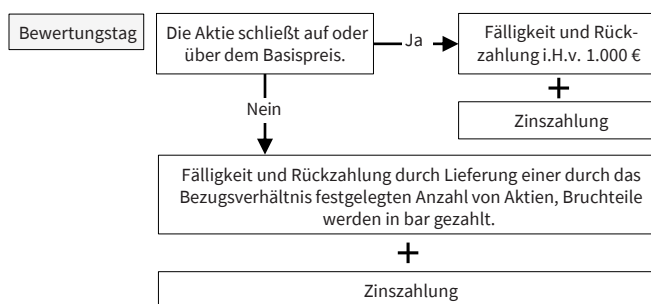 Bewertungstag
Die Aktie schließt auf oder
über dem Basispreis.
Ja
Fälligkeit und Rück-
zahlung i.H.v. 1.000 €
+
Zinszahlung
Nein
Fälligkeit und Rückzahlung durch Lieferung einer durch das
Bezugsverhältnis festgelegten Anzahl von Aktien, Bruchteile
werden in bar gezahlt.
+
Zinszahlung